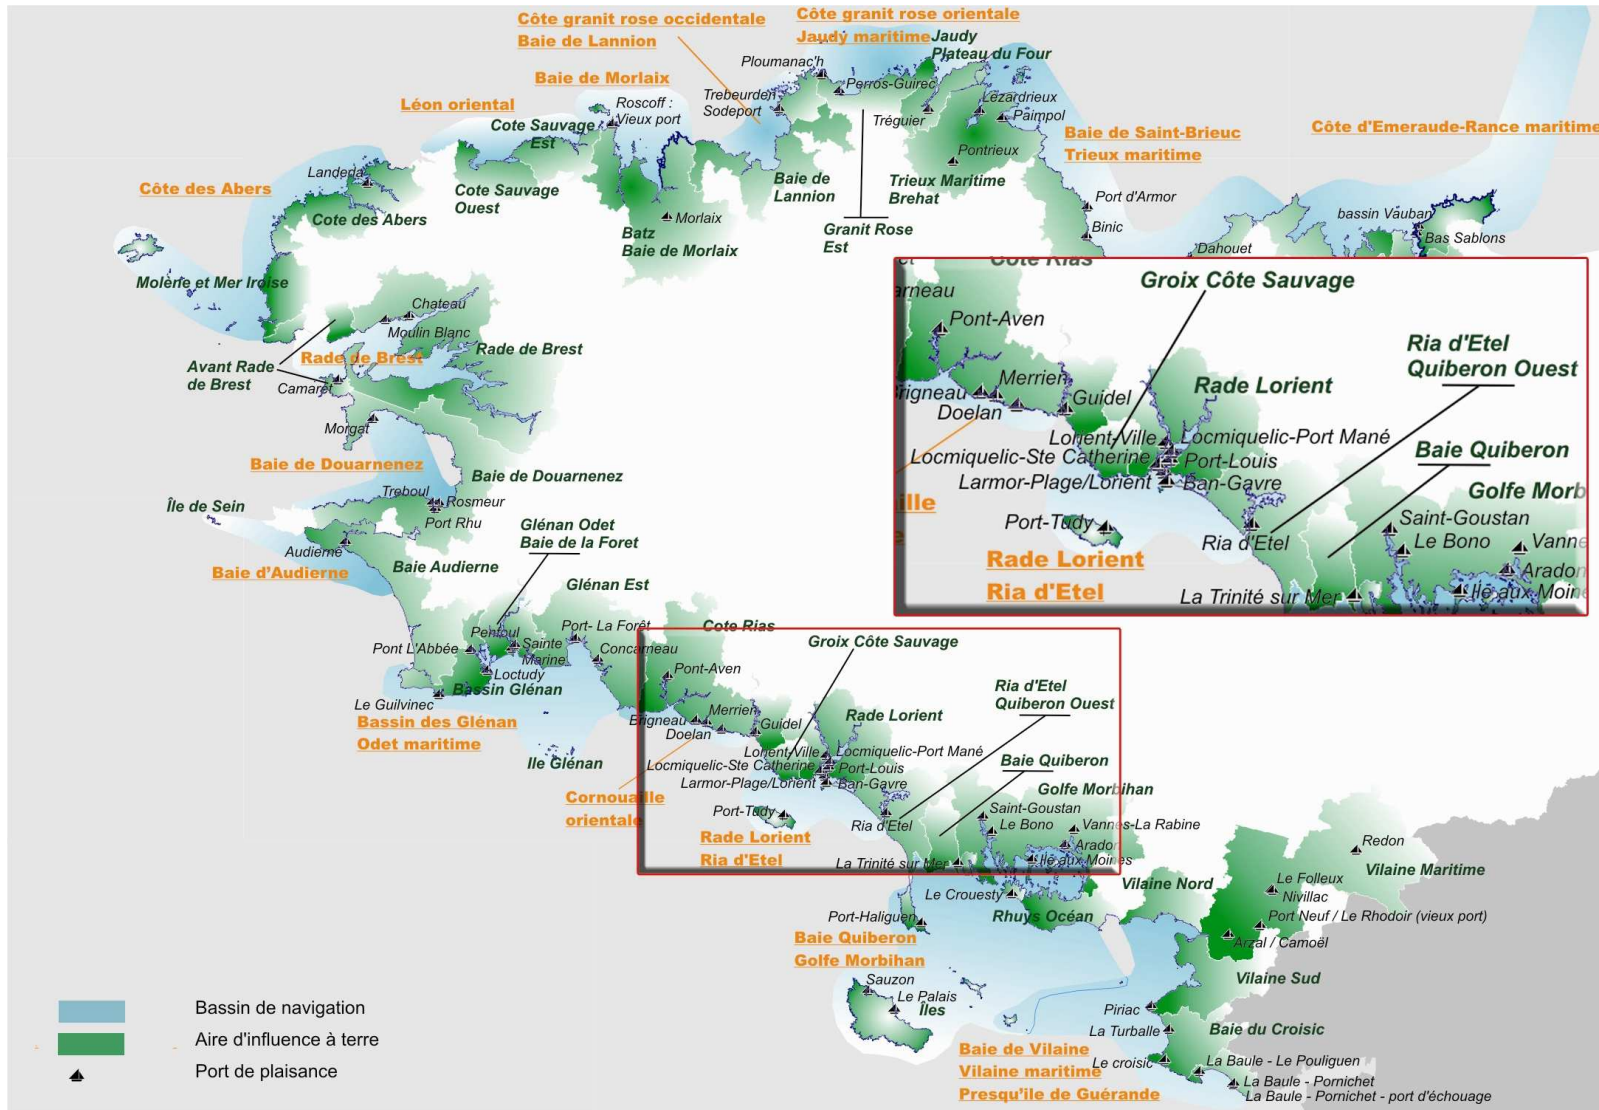 Côte granit rose occidentale
Baie de Lannion
Côte granit rose orientale
Jaudy maritime
Jaudy
Plateau du Four
Ploumanac'h
Perros-Guirec
Baie de Morlaix
Trebeurden
Sodeport
Lézardrieux
Paimpol
Tréguier
Léon oriental
Roscoff :
Vieux port
Cote Sauvage
Est
Baie de Saint-Brieuc
Trieux maritime
Côte d'Emeraude-Rance maritime
Pontrieux
Landeda
Côte des Abers
Cote Sauvage
Ouest
Baie de
Lannion
Trieux Maritime
Brehat
Port d'Armor
Binic
bassin Vauban
Bas Sablons
Dahouet
Cote des Abers
Morlaix
Batz
Baie de Morlaix
Granit Rose
Est
Molène et Mer Iroise
Chateau
Moulin Blanc
Rade de Brest
Rade de Brest
Avant Rade
de Brest
Camaret
Morgat
Baie de Douarnenez
Baie de Douarnenez
Treboul
Rosmeur
Port Rhu
Île de Sein
Audierne
Baie d'Audierne
Baie Audierne
Glénan Odet
Baie de la Foret
Glénan Est
Cote Rias
arneau
Pont-Aven
Groix Côte Sauvage
Ria d'Etel
Quiberon Ouest
Rade Lorient
Merrien
Brigneau
Doelan
Guidel
Lorient-Ville
Locmiquelic-Port Mané
Locmiquelic-Ste Catherine
Port-Louis
Larmor-Plage/Lorient
Ban-Gavre
Baie Quiberon
Golfe Morb
ille
Port-Tudy
Ria d'Etel
Saint-Goustan
Le Bono
Vanne
Aradon
Rade Lorient
Ria d'Etel
La Trinité sur Mer
Ile aux Moine
Pont L'Abbée
Penfoul
Sainte
Marine
Port- La Forêt
Concarneau
Loctudy
Le Guilvinec
Bassin Glénan
Bassin des Glénan
Odet maritime
Ile Glénan
Cote Rias
Groix Côte Sauvage
Pont-Aven
Ria d'Etel
Quiberon Ouest
Merrien
Brigneau
Doelan
Guidel
Rade Lorient
Lorient-Ville
Locmiquelic-Port Mané
Locmiquelic-Ste Catherine
Port-Louis
Larmor-Plage/Lorient
Ban-Gavre
Baie Quiberon
Golfe Morbihan
Cornouaille
orientale
Port-Tudy
Ria d'Etel
Saint-Goustan
Le Bono
Vannes-La Rabine
Aradon
Rade Lorient
Ria d'Etel
La Trinité sur Mer
Ile aux Moines
Redon
Vilaine Maritime
Le Crouesty
Vilaine Nord
Le Folleux
Nivillac
Port-Haliguen
Rhuys Océan
Port Neuf / Le Rhodoir (vieux port)
Arzal / Camoël
Baie Quiberon
Golfe Morbihan
Vilaine Sud
Sauzon
Le Palais
Îles
Piriac
La Turballe
Baie du Croisic
Baie de Vilaine
Vilaine maritime
Presqu'ile de Guérande
Le croisic
La Baule - Le Pouliguen
La Baule - Pornichet
La Baule - Pornichet - port d'échouage
Bassin de navigation
Aire d'influence à terre
Port de plaisance